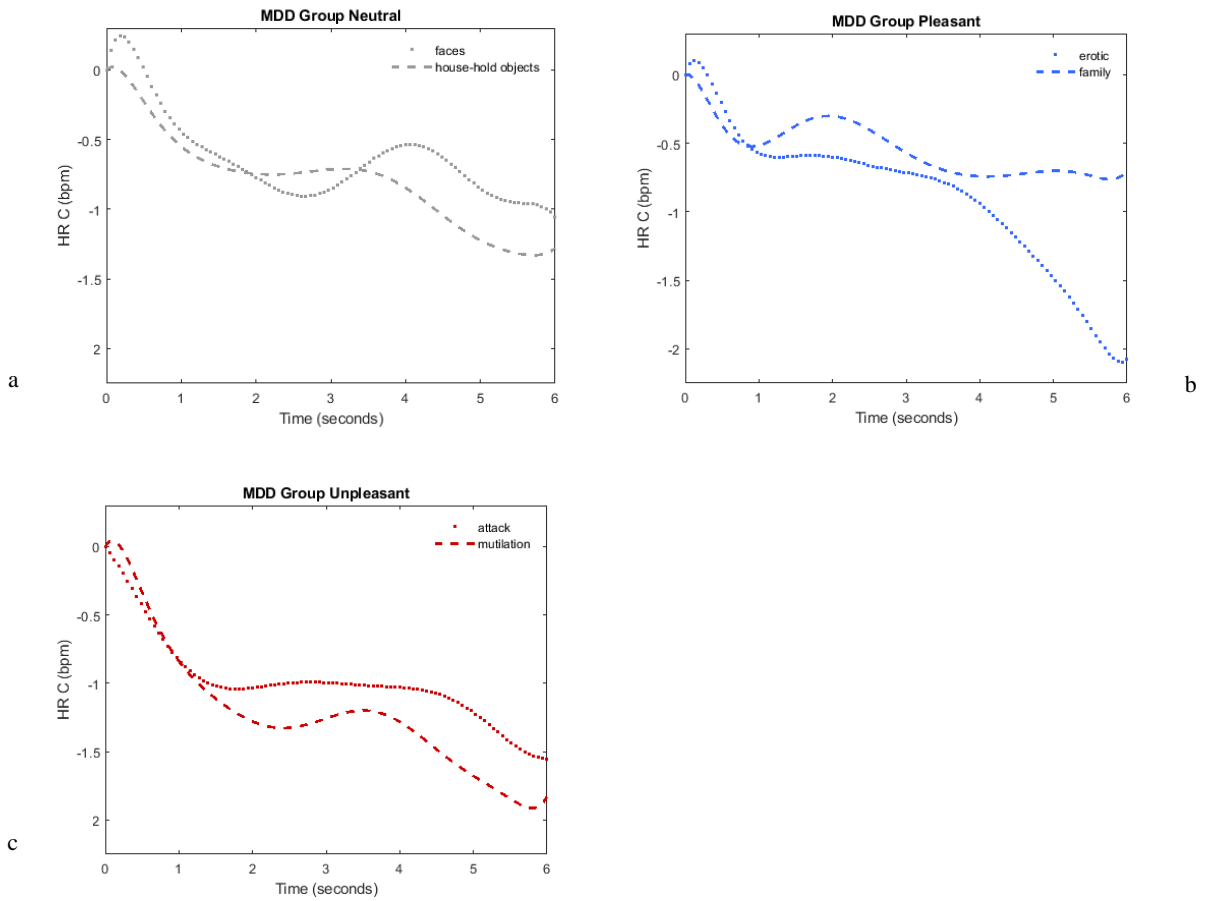 MDD Group Neutral
faces
house-hold objects
0
-0.5
-1
-1.5
2
HR C (bpm)
0 1 2 3 4 5 6
Time (seconds)
a
MDD Group Pleasant
erotic
family
0
-0.5
-1
-1.5
-2
HR C (bpm)
0 1 2 3 4 5 6
Time (seconds)
b
MDD Group Unpleasant
attack
mutilation
0
-0.5
-1
-1.5
2
HR C (bpm)
0 1 2 3 4 5 6
Time (seconds)
c